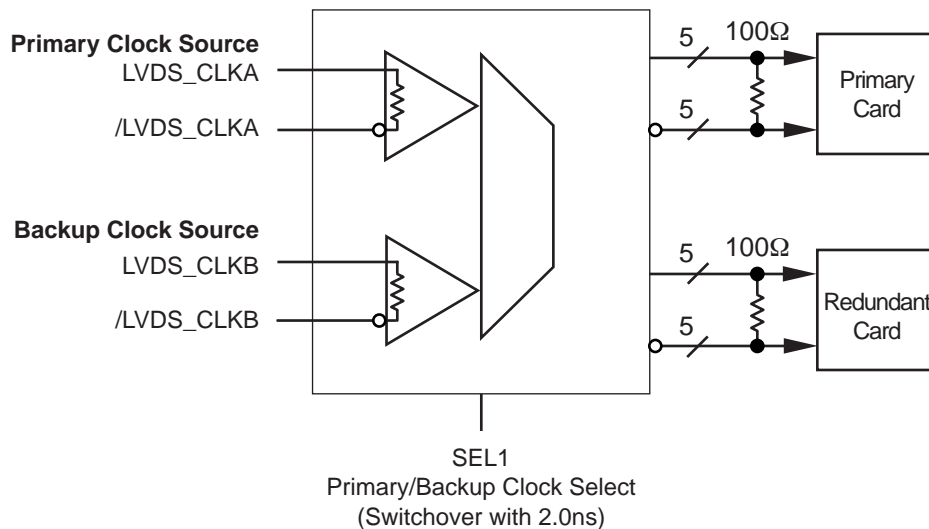 Primary Clock Source
LVDS_CLKA
/LVDS_CLKA
Backup Clock Source
LVDS_CLKB
/LVDS_CLKB
5
100Ω
5
Primary
Card
5
100Ω
5
Redundant
Card
SEL1
Primary/Backup Clock Select
(Switchover with 2.0ns)